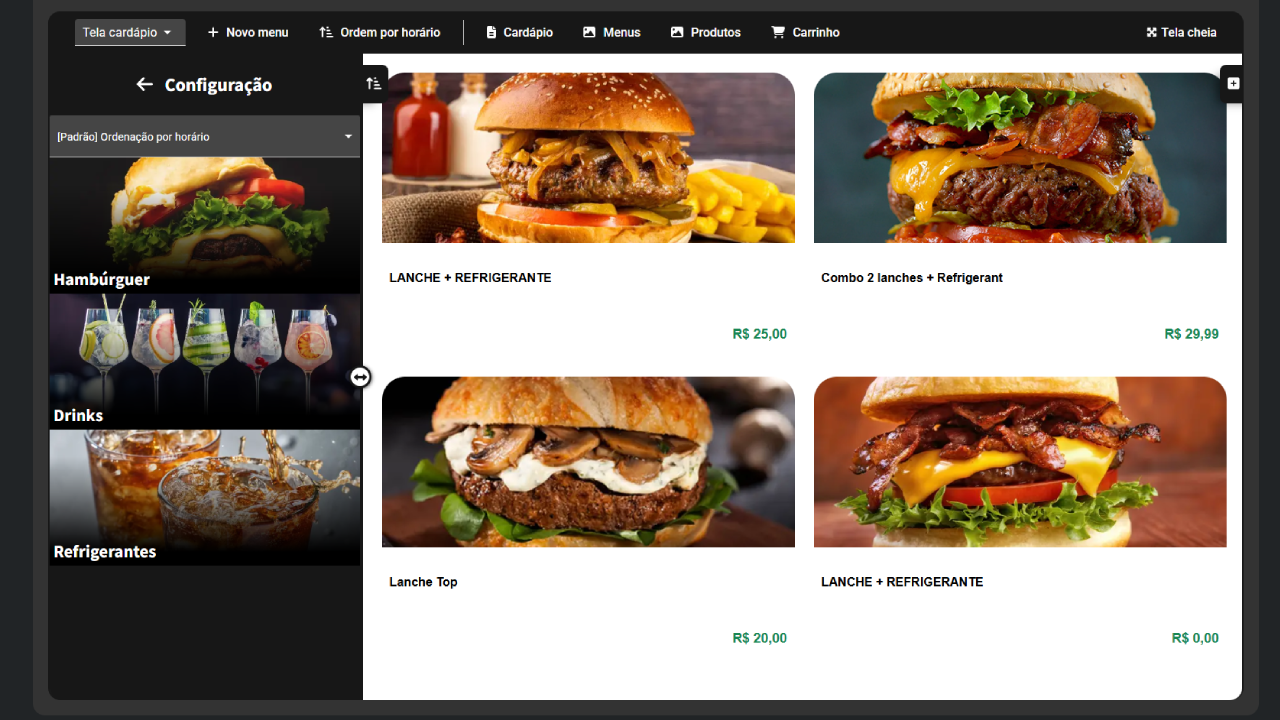 Tela cardápio
Novo menu
Ordem por horário
Cardápio
Menus
Produtos
Carrinho
Tela cheia
Configuração
[Padrão] Ordenação por horário
Hambúrguer
Drinks
Refrigerantes
LANCHE + REFRIGERANTE
R$ 25,00
Combo 2 lanches + Refrigerant
R$ 29,99
Lanche Top
R$ 20,00
LANCHE + REFRIGERANTE
R$ 0,00